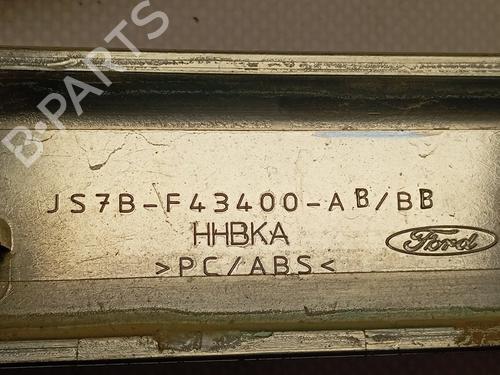 B-PARTS
JS7B-F43400-AB/BB
HHBKA
Ford
>PC/ABS<